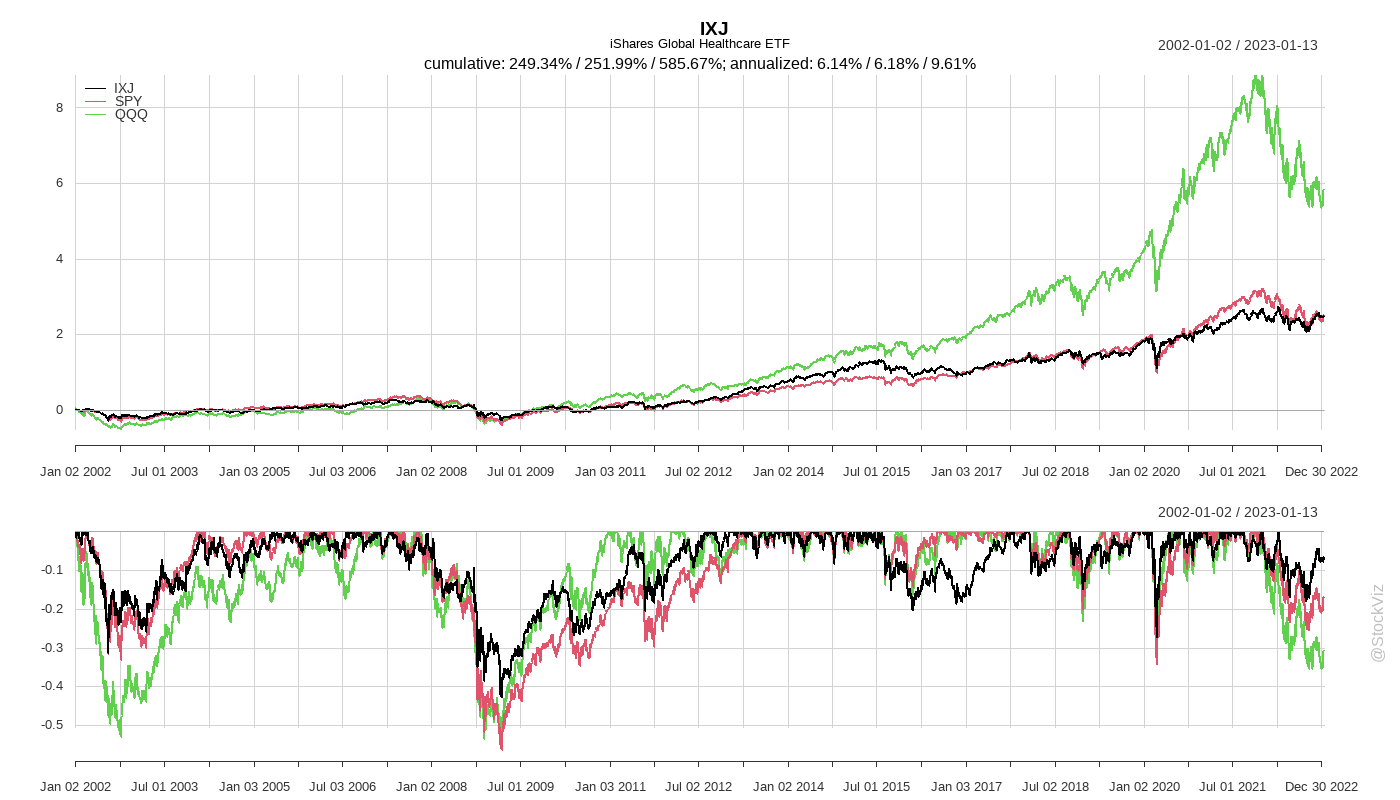 IXJ
iShares Global Healthcare ETF
2002-01-02 / 2023-01-13
cumulative: 249.34% / 251.99% / 585.67%; annualized: 6.14% / 6.18% / 9.61%
IXJ
SPY
QQQ
8
6
4
2
0
Jan 02 2002 Jul 01 2003 Jan 03 2005 Jul 03 2006 Jan 02 2008 Jul 01 2009 Jan 03 2011 Jul 02 2012 Jan 02 2014 Jul 01 2015 Jan 03 2017 Jul 02 2018 Jan 02 2020 Jul 01 2021 Dec 30 2022
2002-01-02 / 2023-01-13
-0.1
-0.2
-0.3
-0.4
-0.5
Jan 02 2002 Jul 01 2003 Jan 03 2005 Jul 03 2006 Jan 02 2008 Jul 01 2009 Jan 03 2011 Jul 02 2012 Jan 02 2014 Jul 01 2015 Jan 03 2017 Jul 02 2018 Jan 02 2020 Jul 01 2021 Dec 30 2022
@StockViz